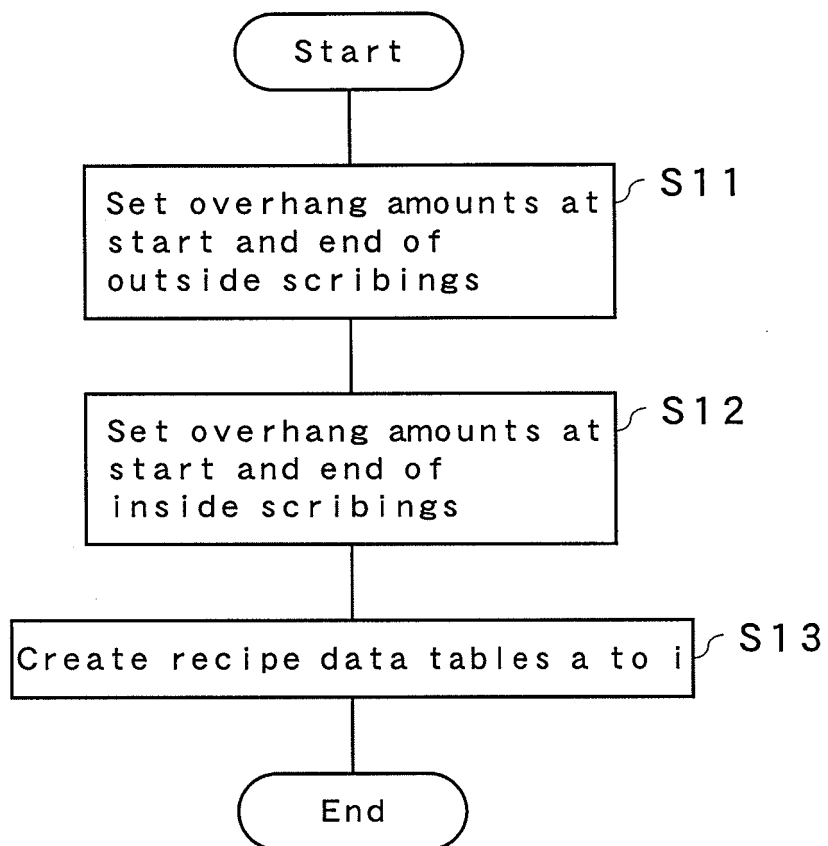 Start
Set overhang amounts at
start and end of
outside scribings
S11
Set overhang amounts at
start and end of
inside scribings
S12
Create recipe data tables a to i
S13
End